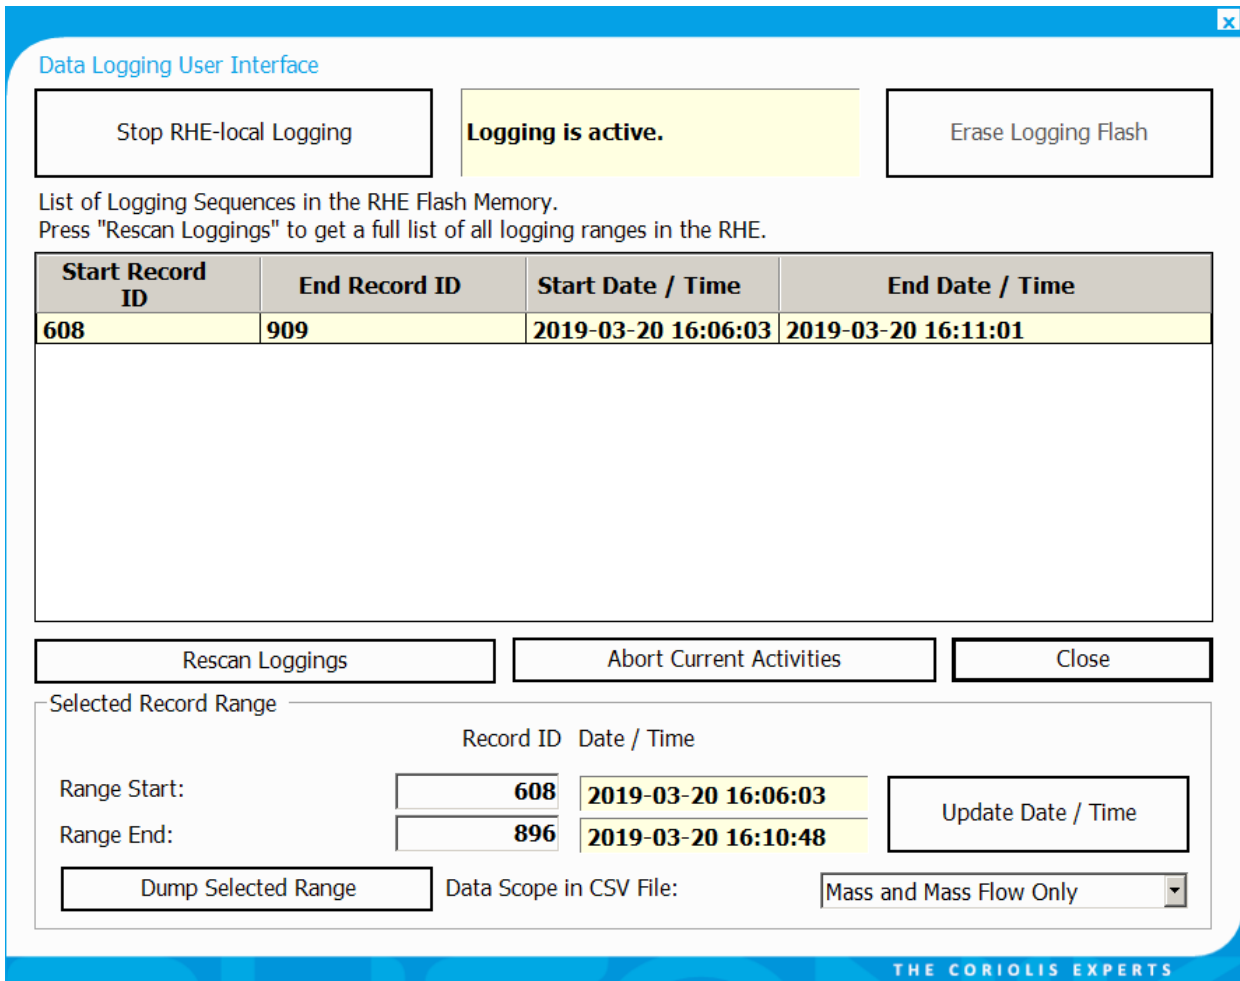 x
Data Logging User Interface
Stop RHE-local Logging
Logging is active.
Erase Logging Flash
List of Logging Sequences in the RHE Flash Memory.
Press "Rescan Loggings" to get a full list of all logging ranges in the RHE.
Start Record ID End Record ID Start Date / Time End Date / Time
608 909 2019-03-20 16:06:03 2019-03-20 16:11:01
Rescan Loggings
Abort Current Activities
Close
Selected Record Range
Record ID Date / Time
Range Start: 608 2019-03-20 16:06:03
Range End: 896 2019-03-20 16:10:48
Update Date / Time
Dump Selected Range
Data Scope in CSV File: Mass and Mass Flow Only
THE CORIOLIS EXPERTS